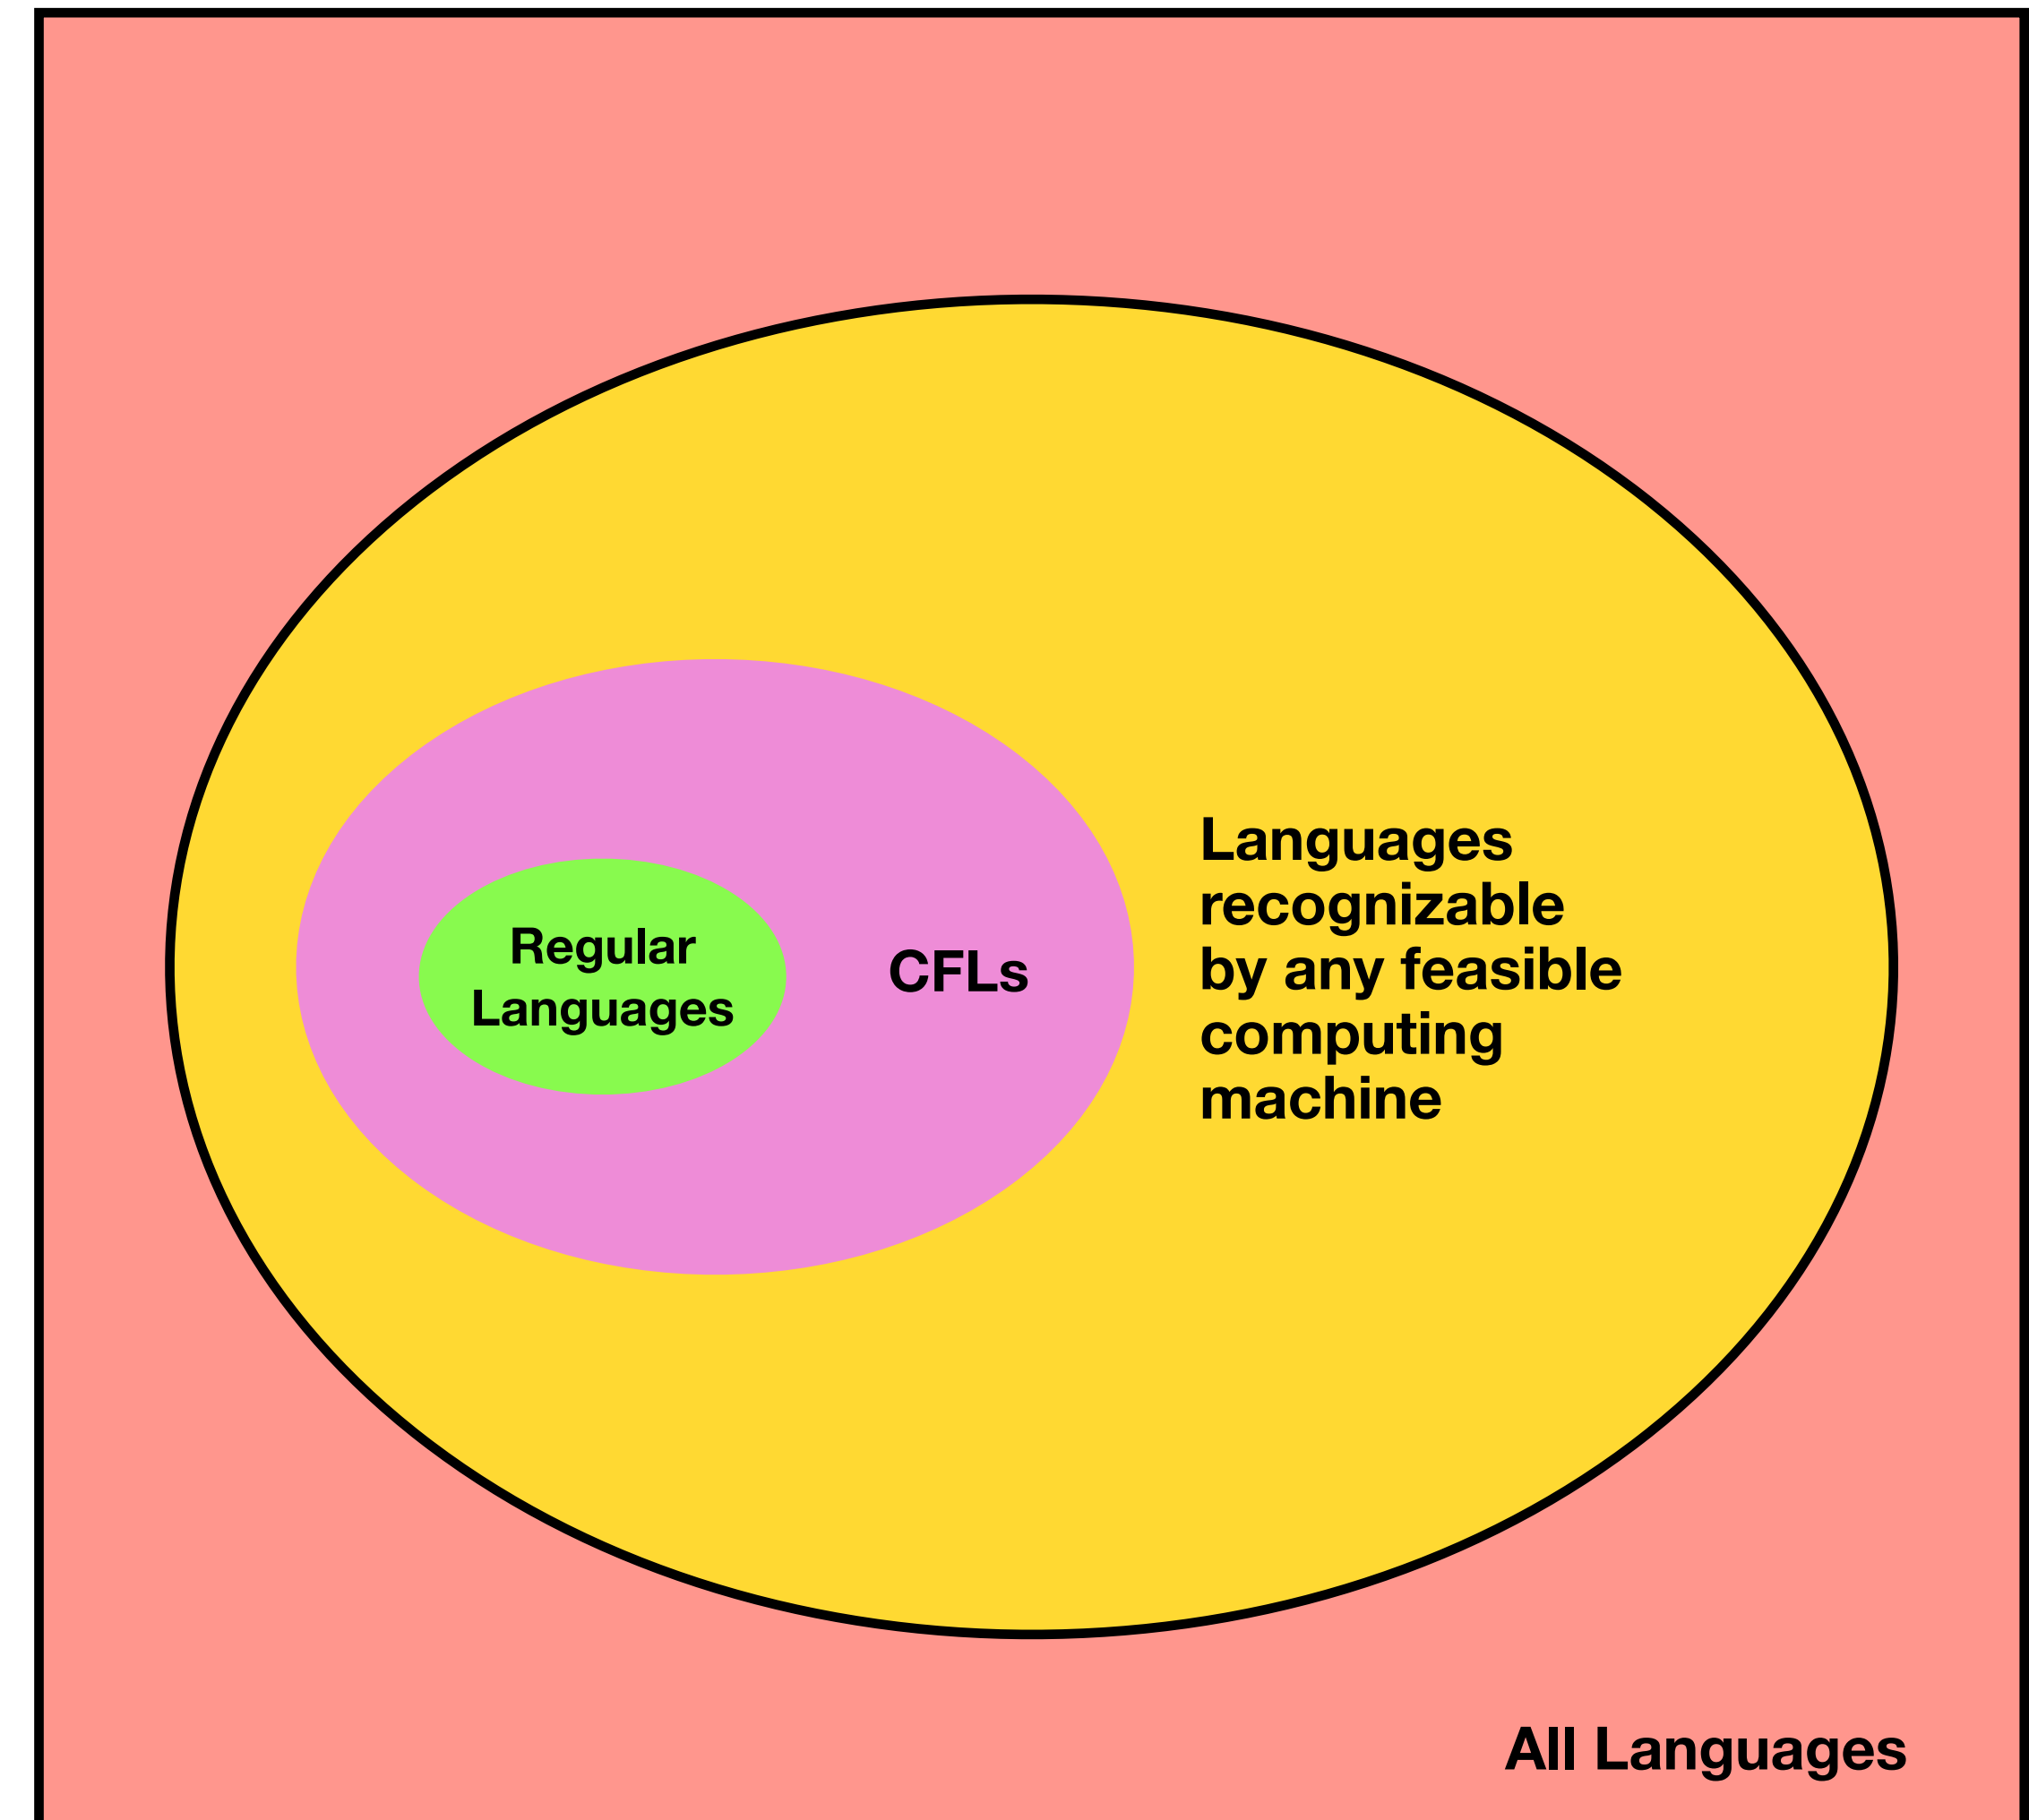 Regular
Languages
CFLs
Languages
recognizable
by any feasible
computing
machine
All Languages